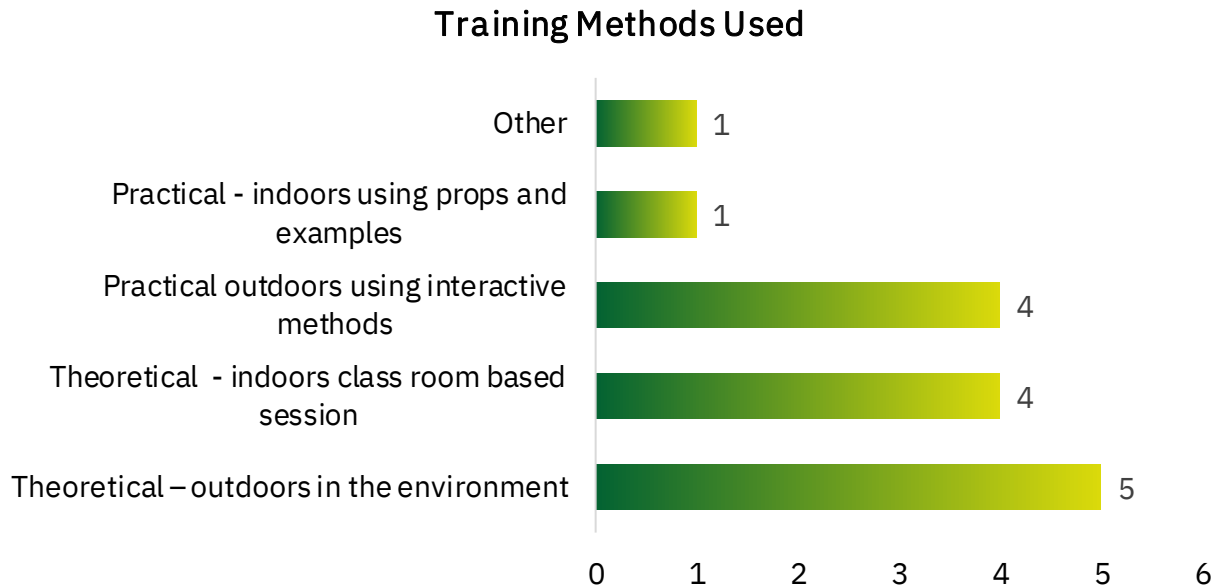 Training Methods Used
Other
1
Practical - indoors using props and
examples
1
Practical outdoors using interactive
methods
4
Theoretical - indoors class room based
session
4
Theoretical – outdoors in the environment
5
0 1 2 3 4 5 6